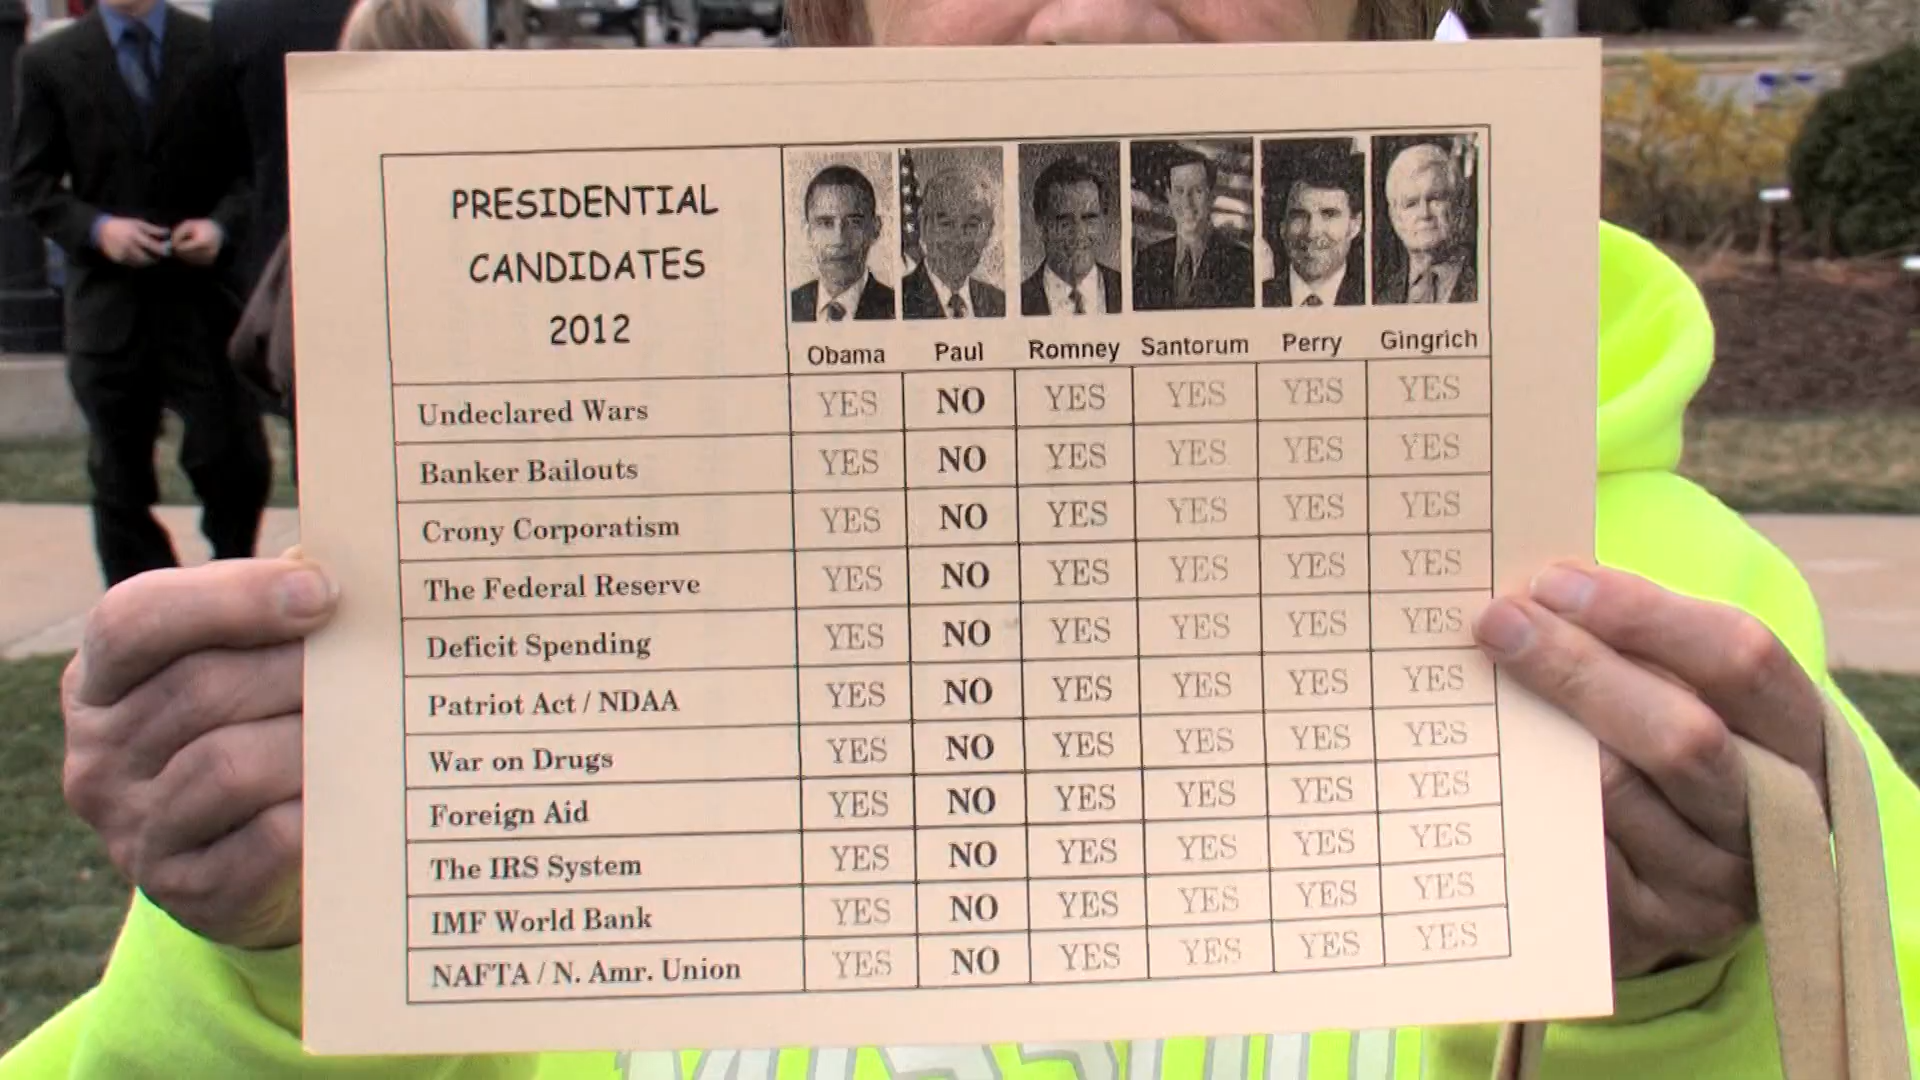 PRESIDENTIAL
CANDIDATES
2012
Obama Paul Romney Santorum Perry Gingrich
Undeclared Wars YES NO YES YES YES YES
Banker Bailouts YES NO YES YES YES YES
Crony Corporatism YES NO YES YES YES YES
The Federal Reserve YES NO YES YES YES YES
Deficit Spending YES NO YES YES YES YES
Patriot Act / NDAA YES NO YES YES YES YES
War on Drugs YES NO YES YES YES YES
Foreign Aid YES NO YES YES YES YES
The IRS System YES NO YES YES YES YES
IMF World Bank YES NO YES YES YES YES
NAFTA / N. Amr. Union YES NO YES YES YES YES